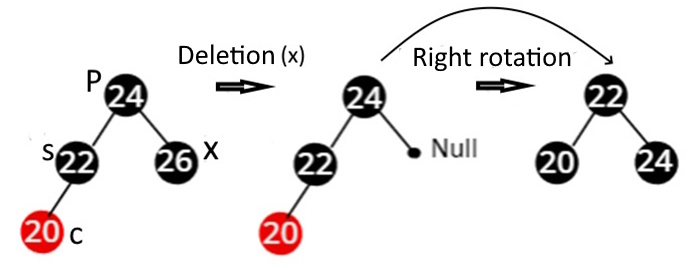 Deletion (x)
Right rotation
P
24
S
22
26
X
20
c
24
22
Null
20
22
20
24